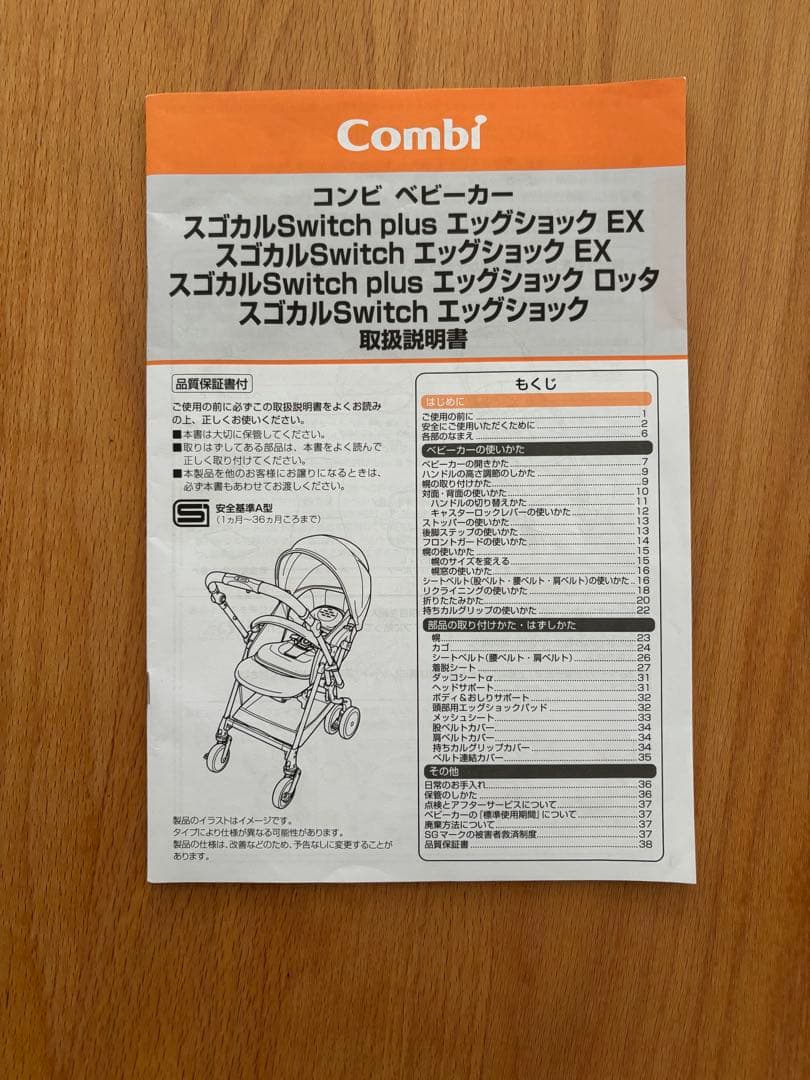 Combi
コンビ ベビーカー
スゴカルSwitch plus エッグショック EX
スゴカルSwitch エッグショック EX
スゴカルSwitch plus エッグショック ロッタ
スゴカルSwitch エッグショック
取扱説明書
品質保証書付
ご使用の前に必ずこの取扱説明書をよくお読み
の上、正しくお使いください。
■本書は大切に保管してください。
■取りはずしてある部品は、本書をよく読んで
正しく取り付けてください。
■本製品を他のお客様にお譲りになるときは、
必ず本書もあわせてお渡しください。
安全基準A型
(1ヵ月〜36ヵ月ころまで)
製品のイラストはイメージです。
タイプにより仕様が異なる可能性があります。
製品の仕様は、改善などのため、予告なしに変更することが
あります。
もくじ
はじめに
ご使用の前に 1
安全にご使用いただくために 2
各部のなまえ 6
ベビーカーの使いかた
ベビーカーの開きかた 7
ハンドルの高さ調節のしかた 9
幌の取り付けかた 9
対面・背面の使いかた 10
ハンドルの切り替えかた 11
キャスターロックレバーの使いかた 12
ストッパーの使いかた 13
後脚ステップの使いかた 13
フロントガードの使いかた 14
幌の使いかた 15
幌のサイズを変える 15
幌窓の使いかた 16
シートベルト(股ベルト・腰ベルト・肩ベルト)の使いかた 16
リクライニングの使いかた 18
折りたたみかた 20
持ちカルグリップの使いかた 22
部品の取り付けかた・はずしかた
幌 23
カゴ 24
シートベルト(腰ベルト・肩ベルト) 26
着脱シート 27
ダッコシートα 31
ヘッドサポート 31
ボディ&おしりサポート 32
頭部用エッグショックパッド 32
メッシュシート 33
股ベルトカバー 34
肩ベルトカバー 34
持ちカルグリップカバー 34
ベルト連結カバー 35
その他
日常のお手入れ 36
保管のしかた 36
点検とアフターサービスについて 37
ベビーカーの「標準使用期間」について 37
廃棄方法について 37
SGマークの被害者救済制度 37
品質保証書 38